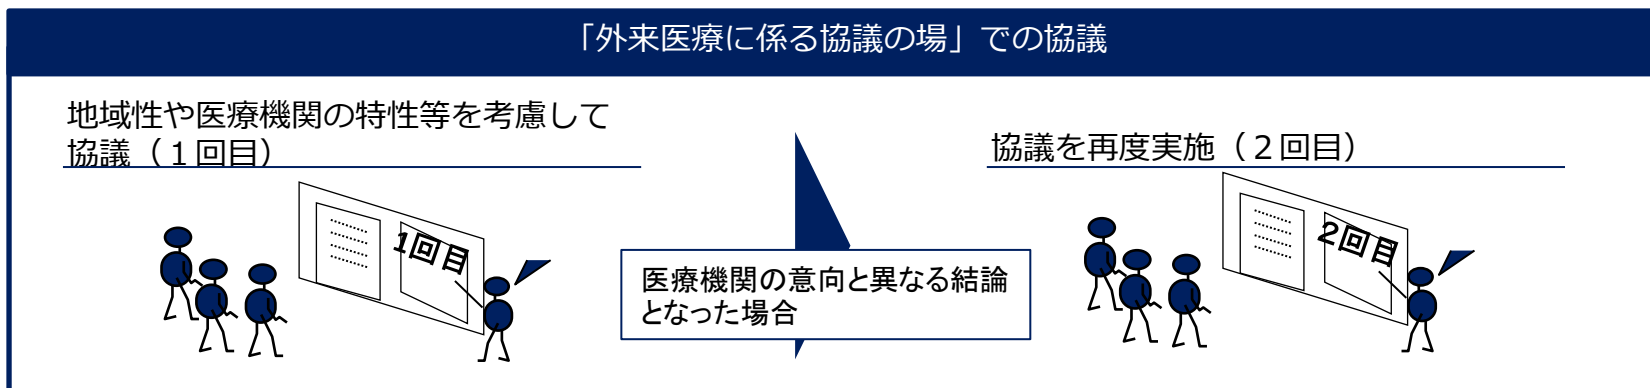 「外来医療に係る協議の場」での協議
地域性や医療機関の特性等を考慮して
協議（１回目）
1回目
医療機関の意向と異なる結論
となった場合
協議を再度実施（２回目）
2回目